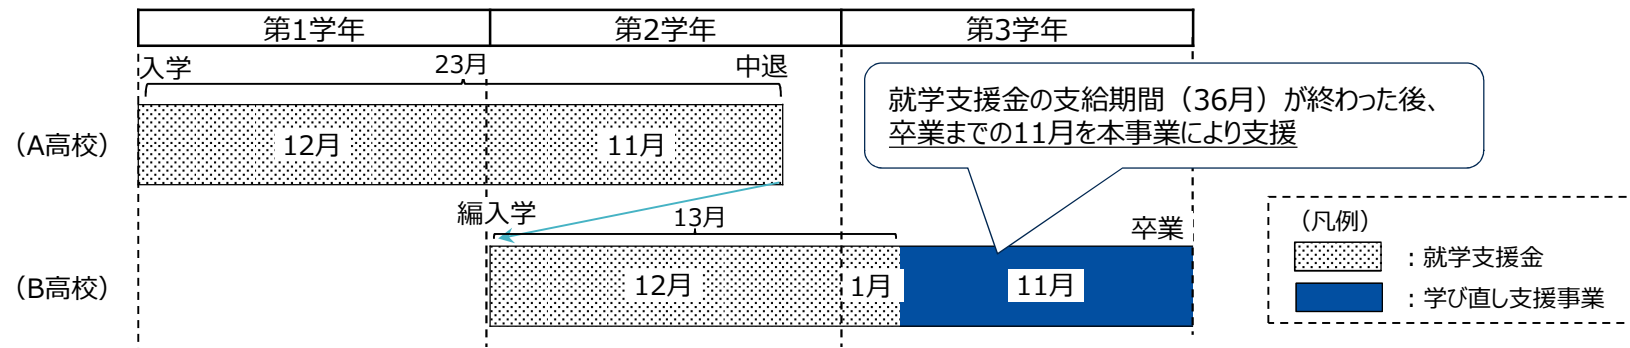 第1学年 第2学年 第3学年
入学 23月 中退
就学支援金の支給期間（36月）が終わった後、
卒業までの11月を本事業により支援
（A高校） 12月 11月
編入学 13月 卒業
（B高校） 12月 1月 11月
（凡例）
：就学支援金
：学び直し支援事業